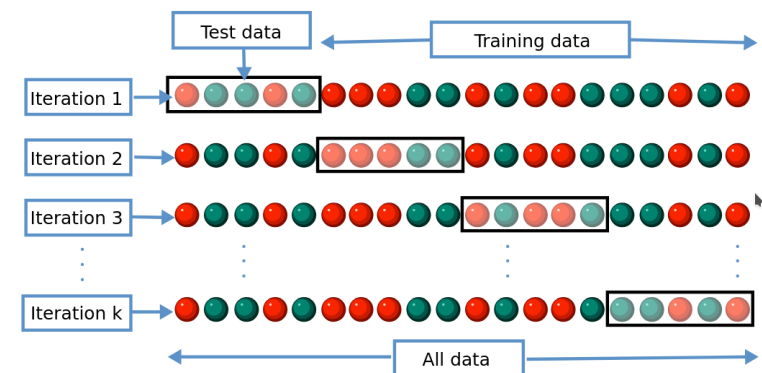 Test data
Training data
Iteration 1
Iteration 2
Iteration 3
Iteration k
All data